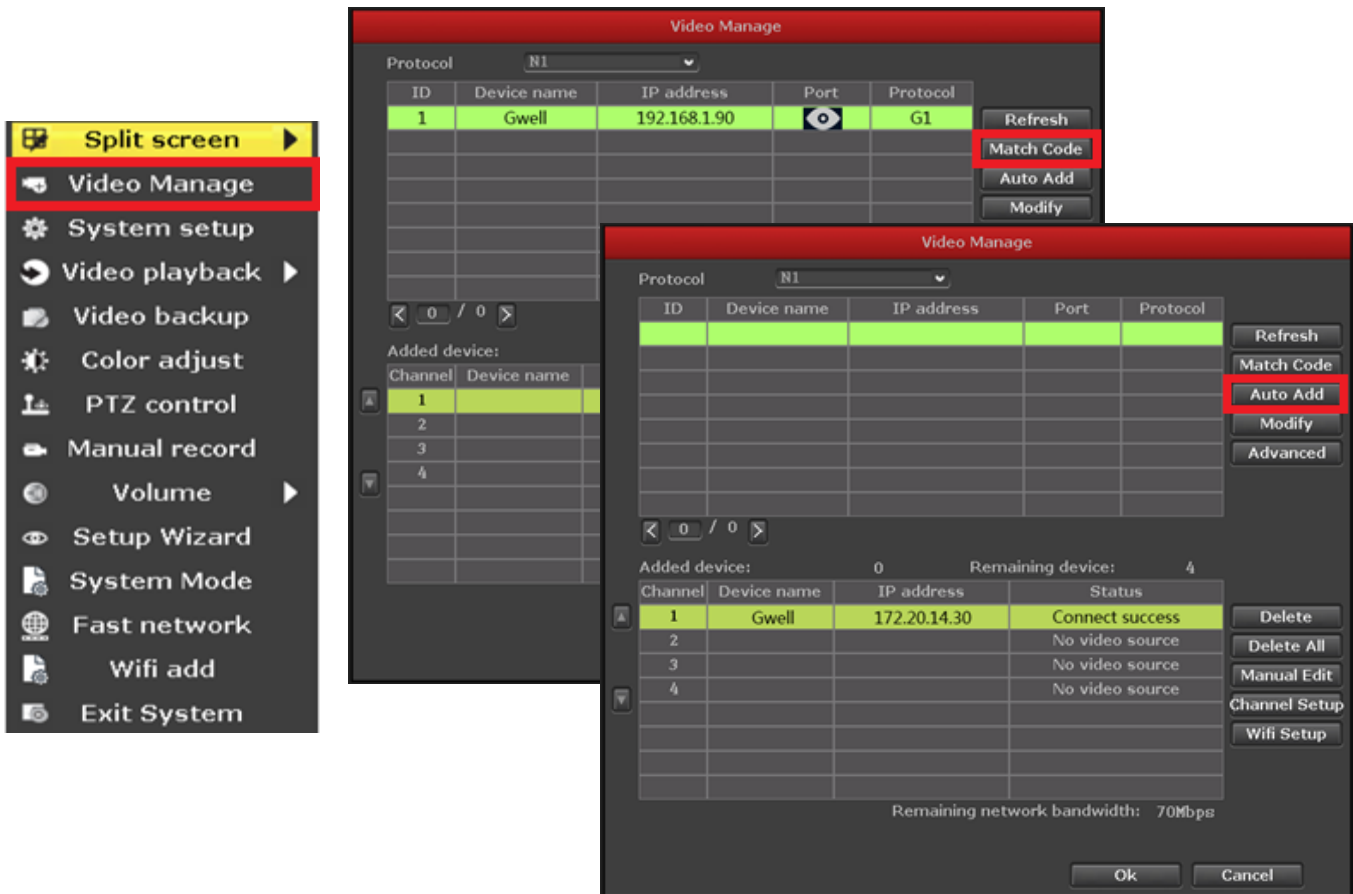 Split screen
Video Manage
System setup
Video playback
Video backup
Color adjust
PTZ control
Manual record
Volume
Setup Wizard
System Mode
Fast network
Wifi add
Exit System
Video Manage
Protocol N1
ID Device name IP address Port Protocol
1 Gwell 192.168.1.90 G1
Refresh
Match Code
Auto Add
Modify
0 / 0
Added device:
Channel Device name
1
2
3
4
Video Manage
Protocol N1
ID Device name IP address Port Protocol
Refresh
Match Code
Auto Add
Modify
Advanced
0 / 0
Added device: 0 Remaining device: 4
Channel Device name IP address Status
1 Gwell 172.20.14.30 Connect success
2 No video source
3 No video source
4 No video source
Delete
Delete All
Manual Edit
Channel Setup
Wifi Setup
Remaining network bandwidth: 70Mbps
Ok Cancel